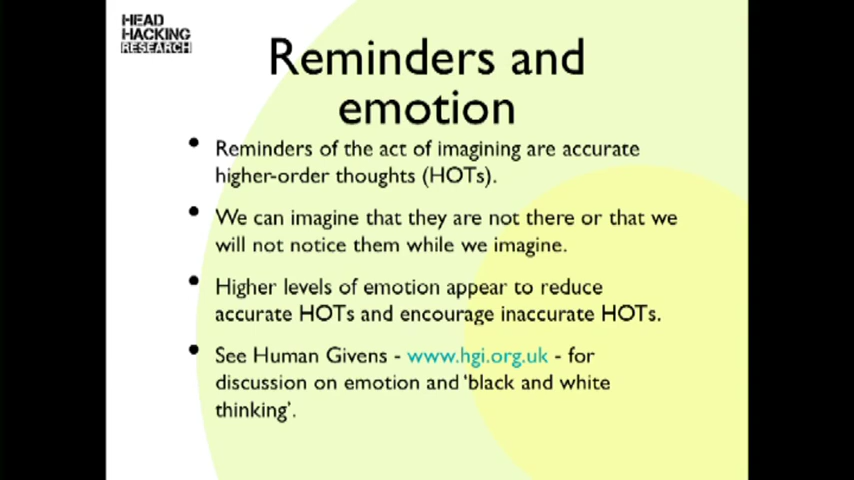 HEAD
HACKING
RESEARCH
Reminders and
emotion
• Reminders of the act of imagining are accurate
higher-order thoughts (HOTs).
• We can imagine that they are not there or that we
will not notice them while we imagine.
• Higher levels of emotion appear to reduce
accurate HOTs and encourage inaccurate HOTs.
• See Human Givens - www.hgi.org.uk - for
discussion on emotion and ‘black and white
thinking’.